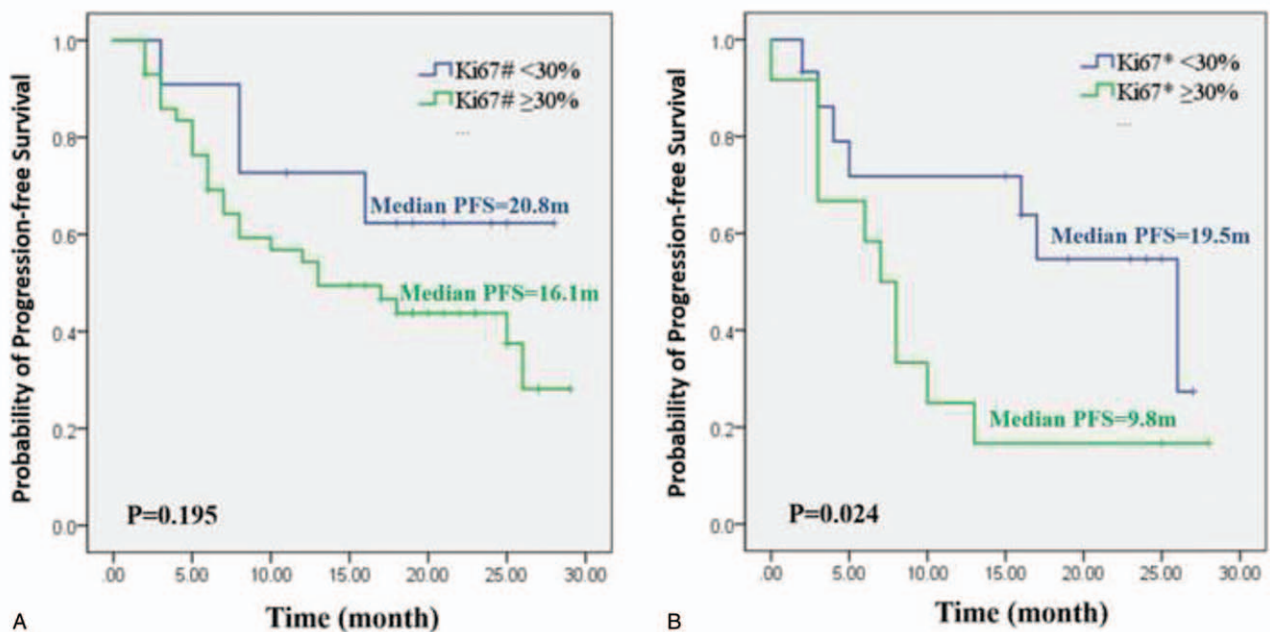 Probability of Progression-free Survival
1.0
0.8
0.6
0.4
0.2
0.0
Ki67# <30%
Ki67# ≥30%
...
Median PFS=20.8m
Median PFS=16.1m
P=0.195
.00 5.00 10.00 15.00 20.00 25.00 30.00
Time (month)
A
Probability of Progression-free Survival
1.0
0.8
0.6
0.4
0.2
0.0
Ki67* <30%
Ki67* ≥30%
...
Median PFS=19.5m
Median PFS=9.8m
P=0.024
.00 5.00 10.00 15.00 20.00 25.00 30.00
Time (month)
B